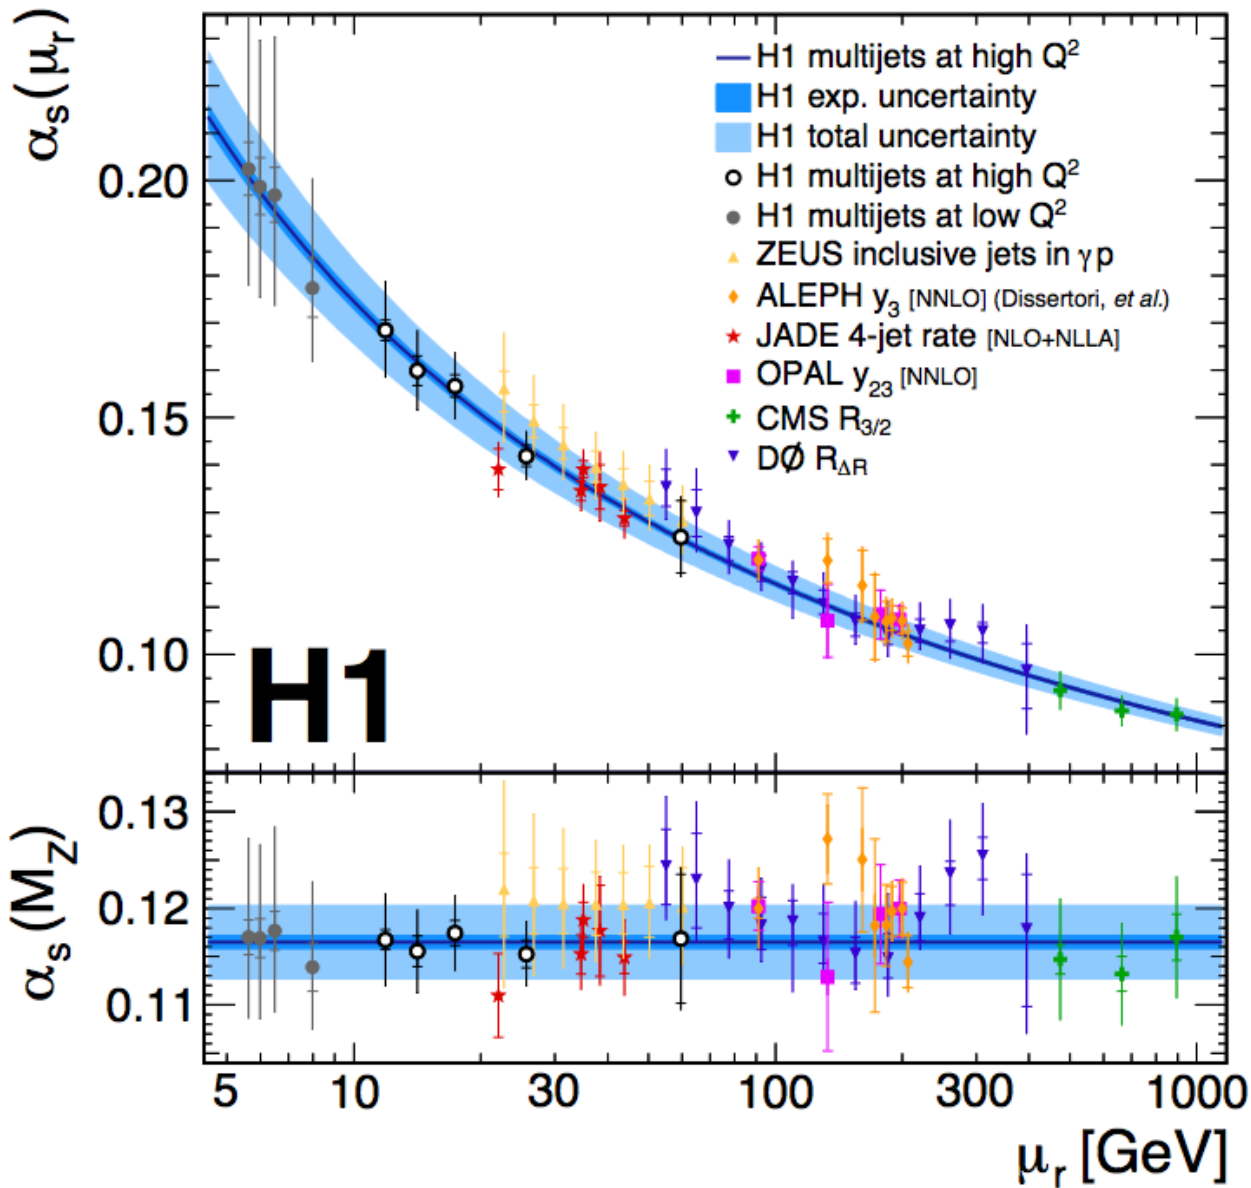 α_s(μ_r)
H1 multijets at high Q²
H1 exp. uncertainty
H1 total uncertainty
H1 multijets at high Q²
H1 multijets at low Q²
ZEUS inclusive jets in γp
ALEPH y₃ [NNLO] (Dissertori, et al.)
JADE 4-jet rate [NLO+NLLA]
OPAL y₂₃ [NNLO]
CMS R_3/2
DØ R_ΔR
0.20
0.15
0.10
H1
α_s (M_Z)
0.13
0.12
0.11
5 10 30 100 300 1000
μ_r [GeV]